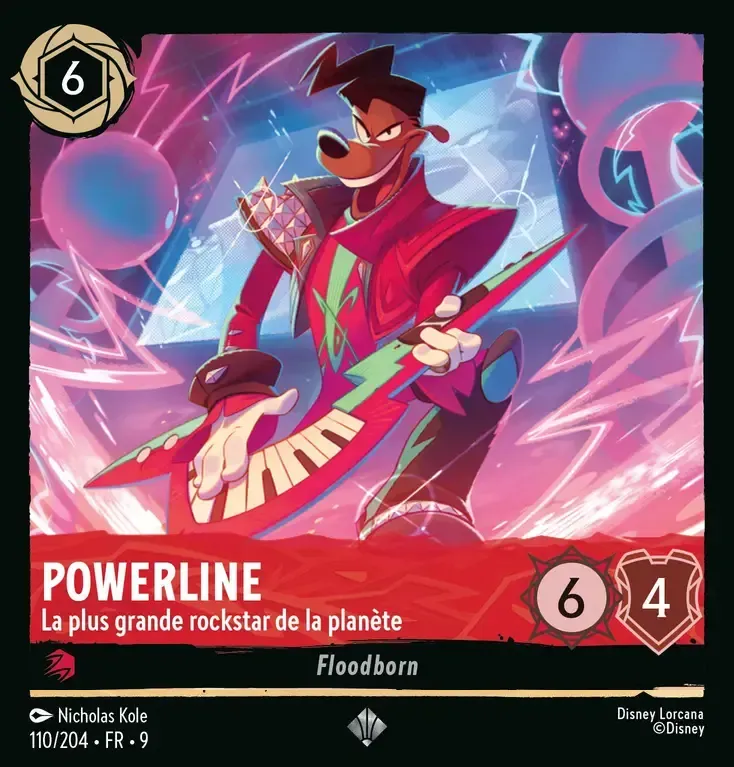 6
POWERLINE
La plus grande rockstar de la planète
6
4
Floodborn
Nicholas Kole
Disney Lorcana
110/204 • FR • 9
©Disney